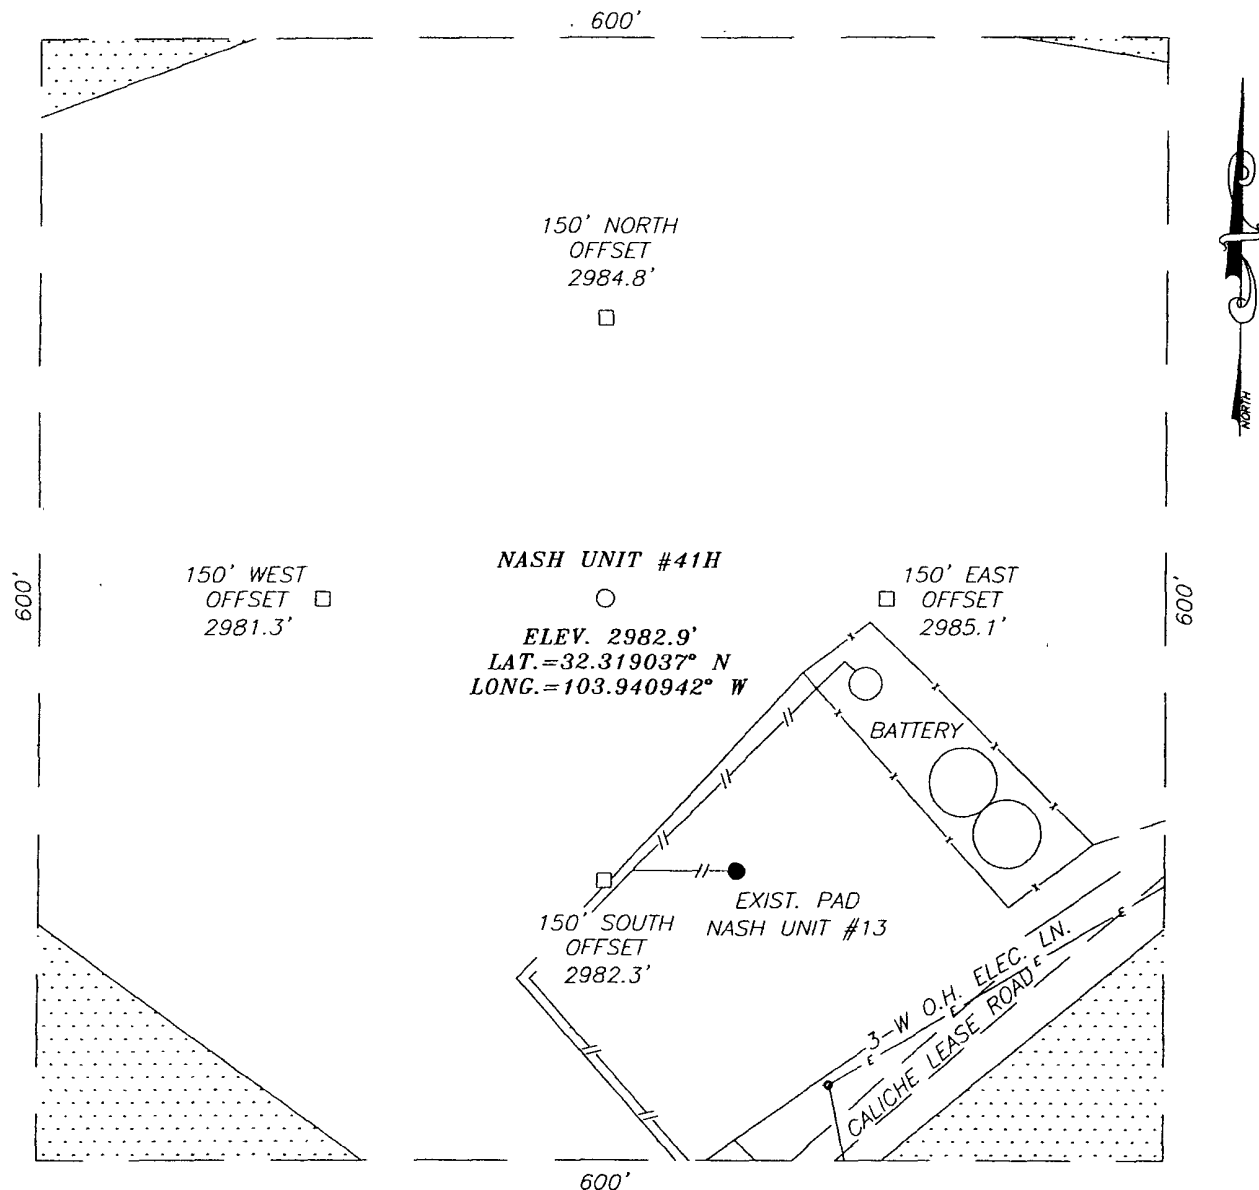 600'
150' NORTH
OFFSET
2984.8'
NORTH
600'
150' WEST
OFFSET
2981.3'
NASH UNIT #41H
ELEV. 2982.9'
LAT.=32.319037° N
LONG.=103.940942° W
150' EAST
OFFSET
2985.1'
600'
BATTERY
EXIST. PAD
NASH UNIT #13
150' SOUTH
OFFSET
2982.3'
3-W O.H. ELEC. LN.
E E E E
CALICHE LEASE ROAD
600'